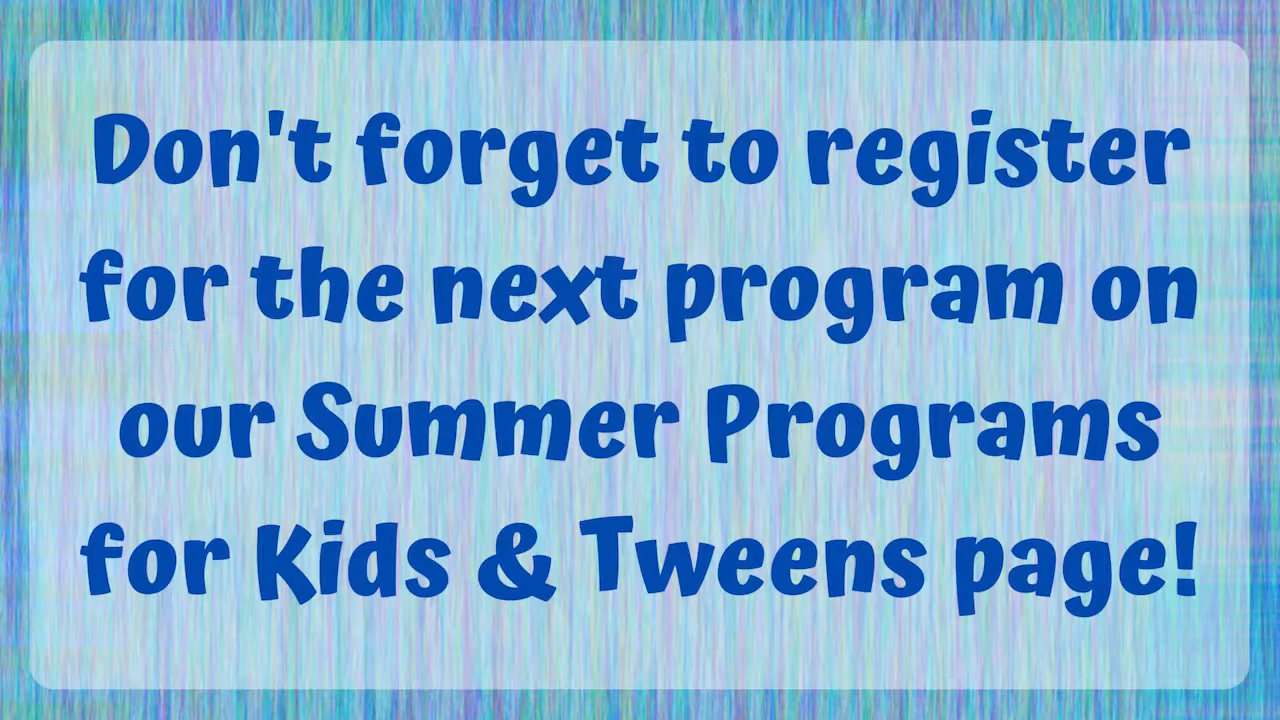 Don't forget to register
for the next program on
our Summer Programs
for Kids & Tweens page!